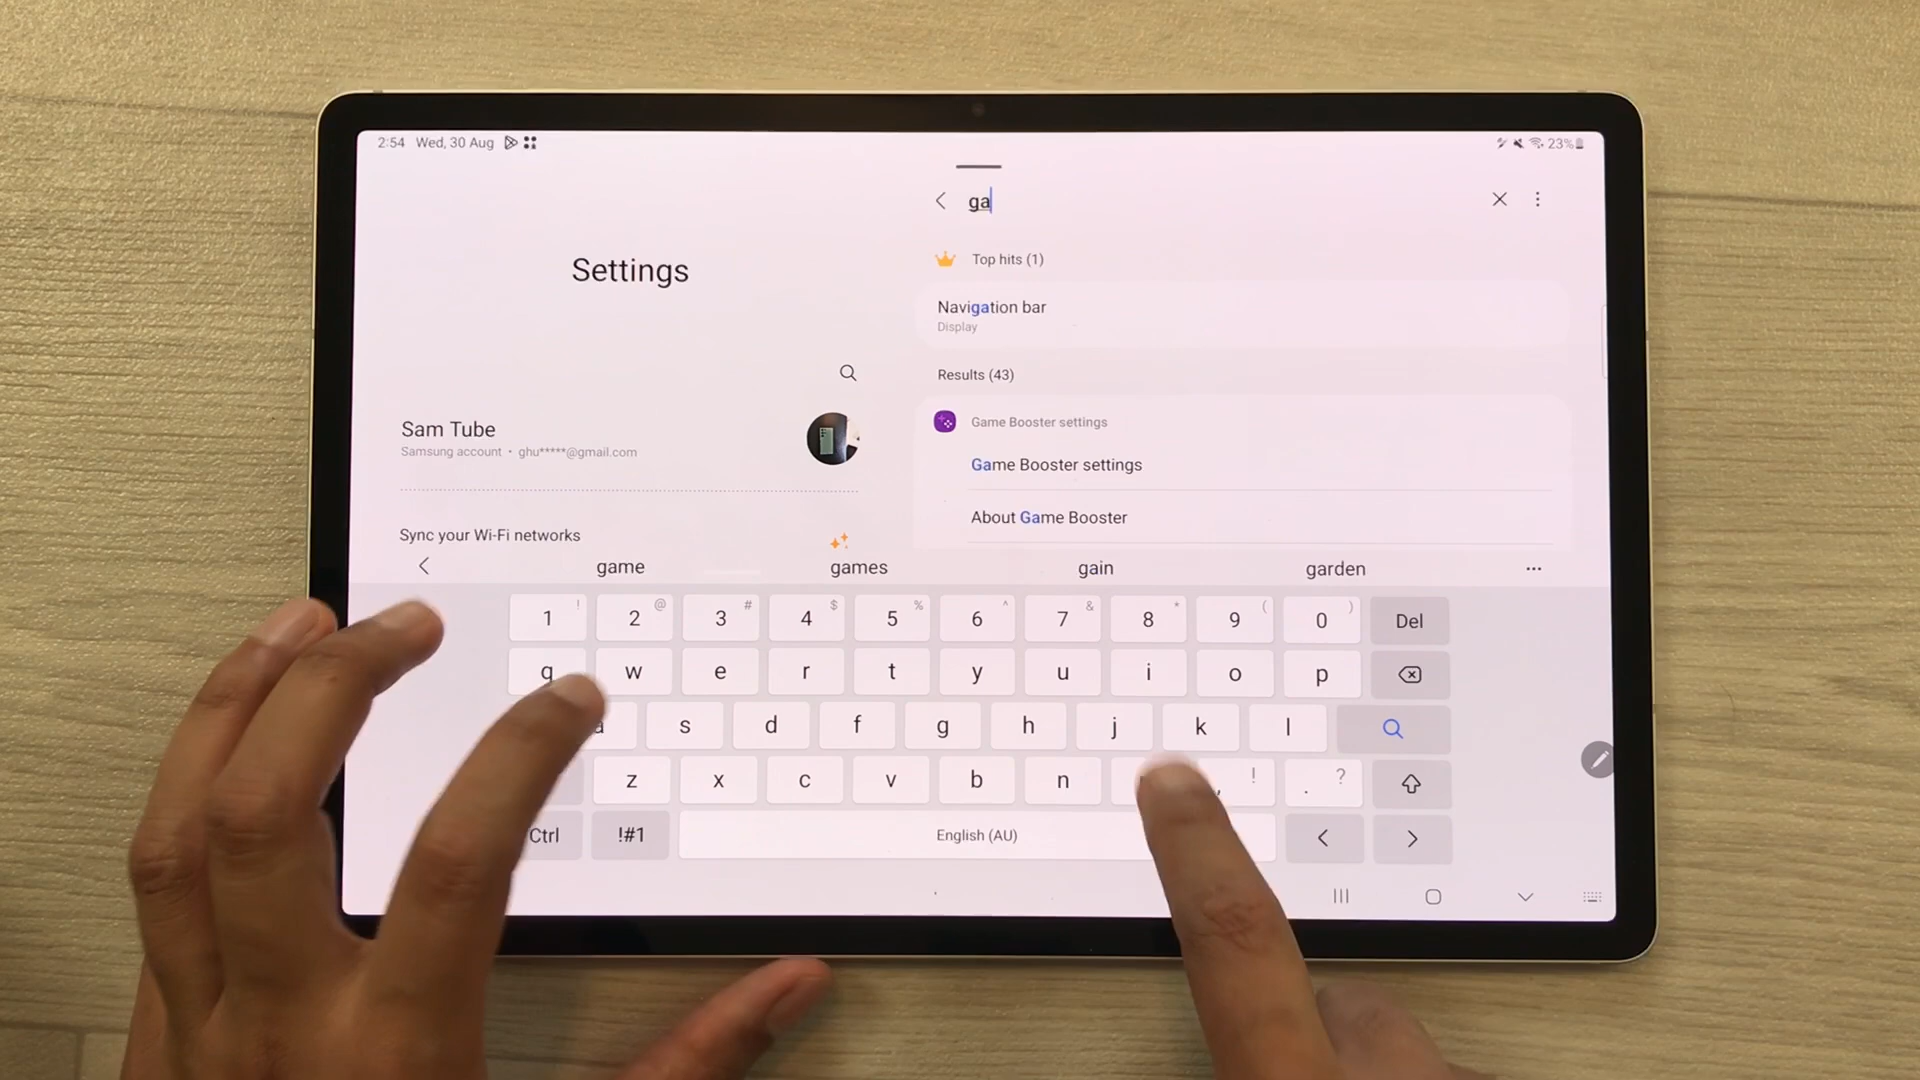 2:54 Wed, 30 Aug
23%
ga
Settings
Top hits (1)
Navigation bar
Display
Results (43)
Sam Tube
Samsung account • ghu*****@gmail.com
Game Booster settings
Game Booster settings
About Game Booster
Sync your Wi-Fi networks
game games gain garden ...
1 ! 2 @ 3 # 4 $ 5 % 6 ^ 7 & 8 * 9 ( 0 ) Del
q w e r t y u i o p
a s d f g h j k l
z x c v b n , ! . ?
Ctrl !#1 English (AU) < >